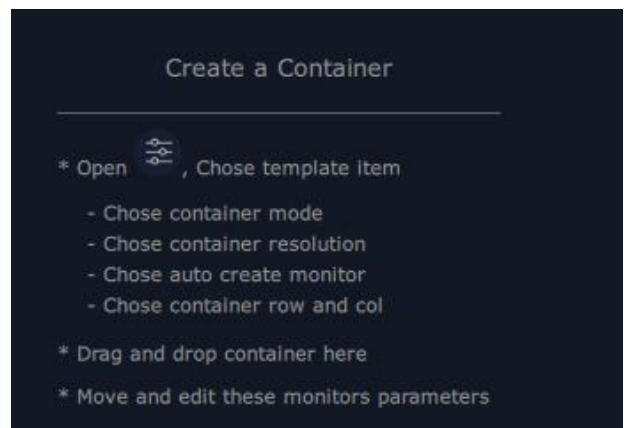 Create a Container
* Open , Chose template item
- Chose container mode
- Chose container resolution
- Chose auto create monitor
- Chose container row and col
* Drag and drop container here
* Move and edit these monitors parameters